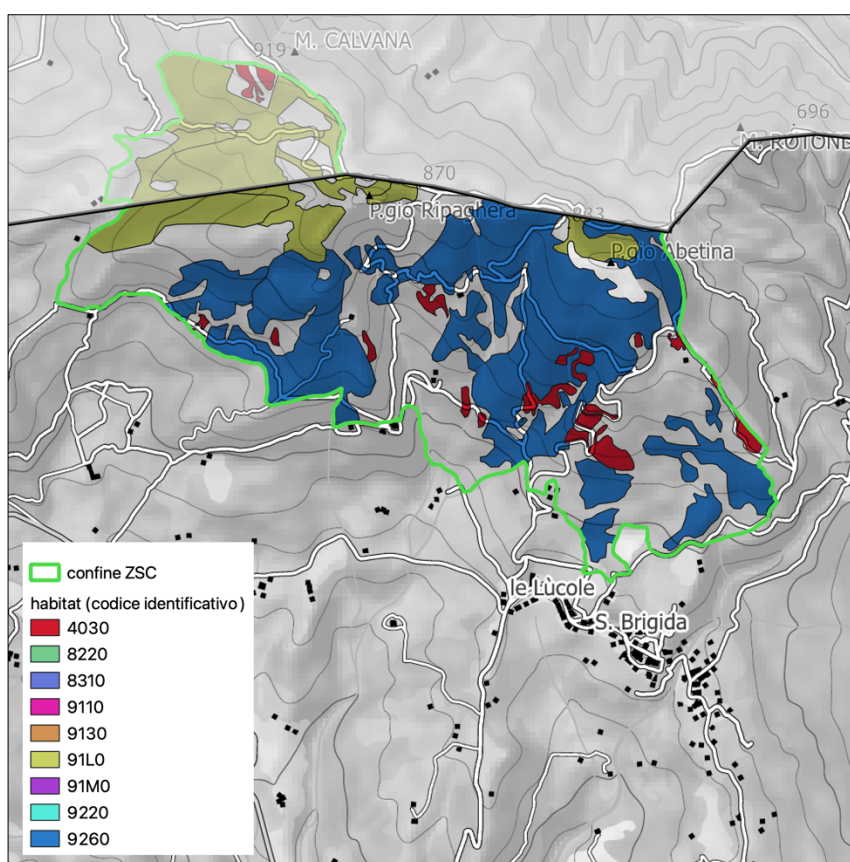 919
M. CALVANA
696
M. ROTOND
870
P.gio Ripaghera
P.gio Abetina
le Lùcole
S. Brigida
confine ZSC
habitat (codice identificativo)
4030
8220
8310
9110
9130
91L0
91M0
9220
9260